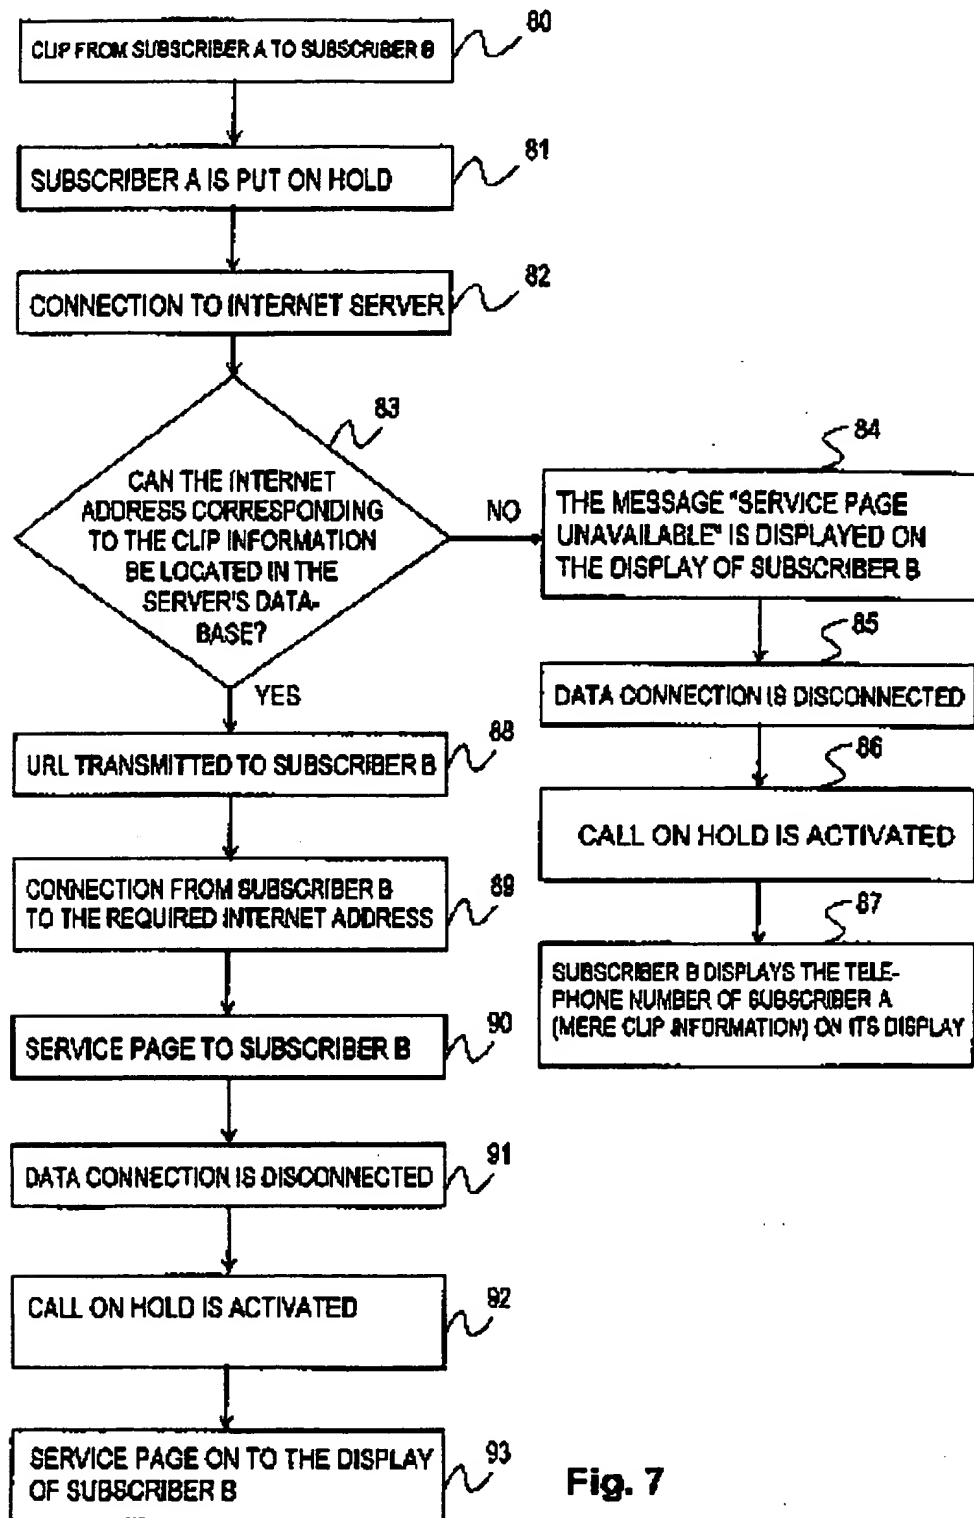 80
CLIP FROM SUBSCRIBER A TO SUBSCRIBER B
81
SUBSCRIBER A IS PUT ON HOLD
82
CONNECTION TO INTERNET SERVER
83
CAN THE INTERNET
ADDRESS CORRESPONDING
TO THE CLIP INFORMATION
BE LOCATED IN THE
SERVER'S DATA-
BASE?
NO
YES
84
THE MESSAGE "SERVICE PAGE
UNAVAILABLE" IS DISPLAYED ON
THE DISPLAY OF SUBSCRIBER B
85
DATA CONNECTION IS DISCONNECTED
86
CALL ON HOLD IS ACTIVATED
87
SUBSCRIBER B DISPLAYS THE TELE-
PHONE NUMBER OF SUBSCRIBER A
(MERE CLIP INFORMATION) ON ITS DISPLAY
88
URL TRANSMITTED TO SUBSCRIBER B
89
CONNECTION FROM SUBSCRIBER B
TO THE REQUIRED INTERNET ADDRESS
90
SERVICE PAGE TO SUBSCRIBER B
91
DATA CONNECTION IS DISCONNECTED
92
CALL ON HOLD IS ACTIVATED
93
SERVICE PAGE ON TO THE DISPLAY
OF SUBSCRIBER B
Fig. 7